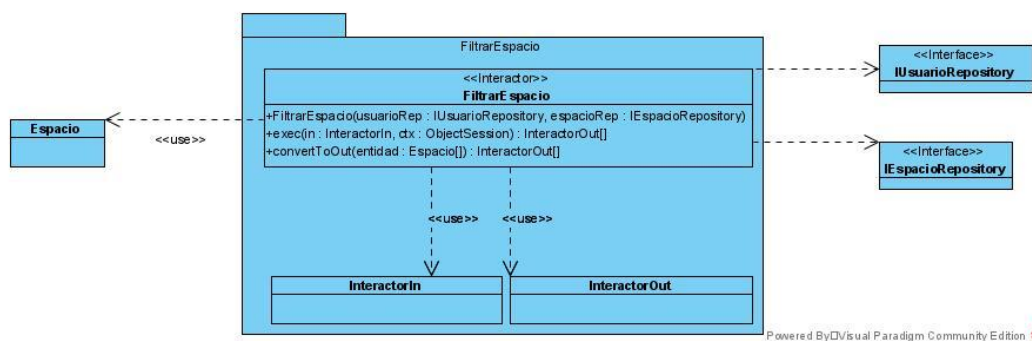 FiltrarEspacio
<<Interactor>>
FiltrarEspacio
+FiltrarEspacio(usuarioRep : IUsuarioRepository, espacioRep : IEspacioRepository)
+exec(in : InteractorIn, ctx : ObjectSession) : InteractorOut[]
+convertToOut(entidad : Espacio[]) : InteractorOut[]
<<Interface>>
IUsuarioRepository
<<Interface>>
IEspacioRepository
Espacio
<<use>>
<<use>>
<<use>>
InteractorIn
InteractorOut
Powered By Visual Paradigm Community Edition